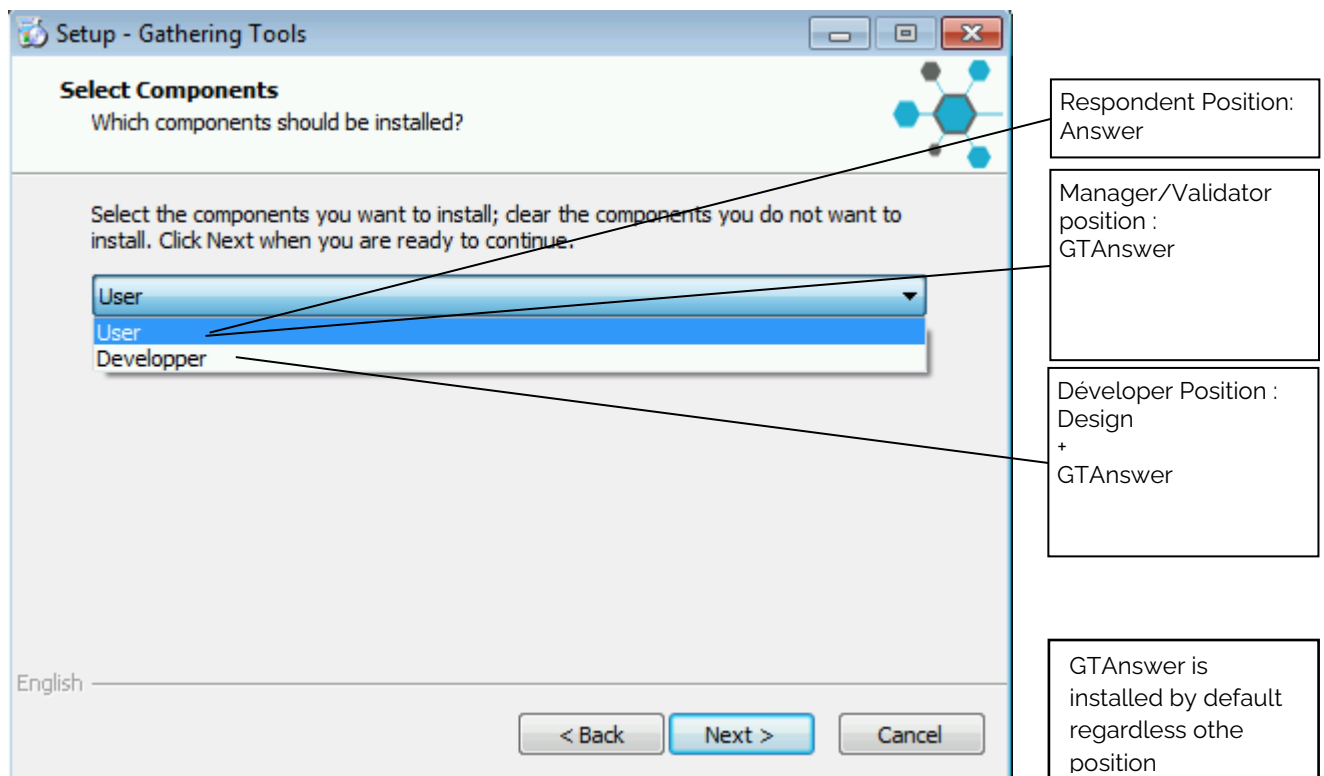 Setup - Gathering Tools
Select Components
Which components should be installed?
Select the components you want to install; clear the components you do not want to
install. Click Next when you are ready to continue.
User
User
Developper
English
< Back
Next >
Cancel
Respondent Position:
Answer
Manager/Validator
position :
GTAnswer
Déveloper Position :
Design
+
GTAnswer
GTAnswer is
installed by default
regardless othe
position